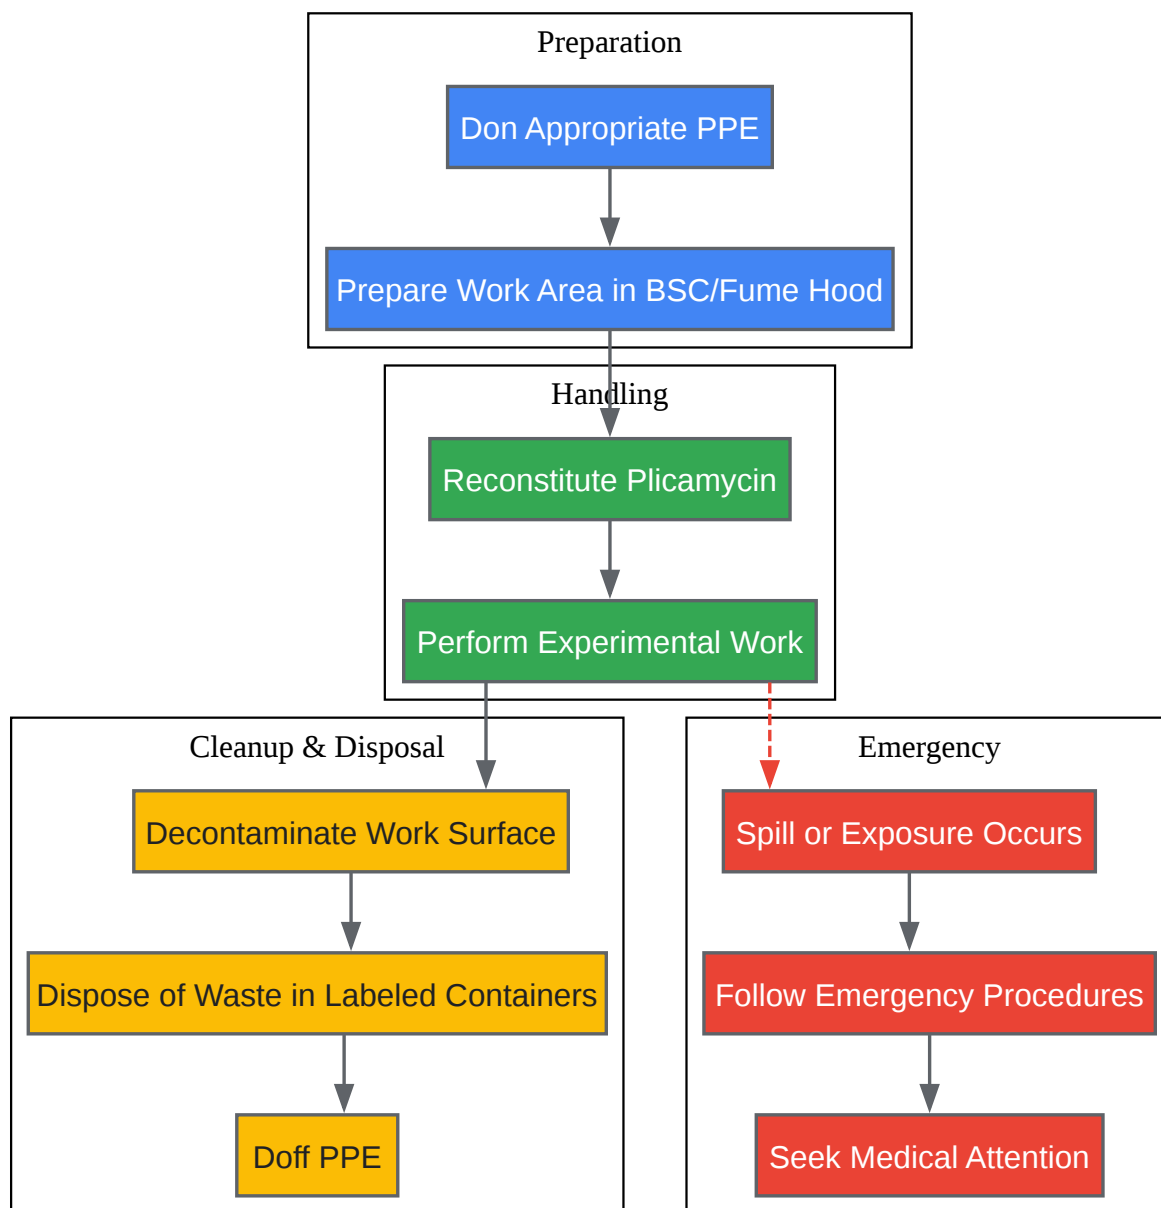 Preparation
Don Appropriate PPE
Prepare Work Area in BSC/Fume Hood
Handling
Reconstitute Plicamycin
Perform Experimental Work
Cleanup & Disposal
Decontaminate Work Surface
Dispose of Waste in Labeled Containers
Doff PPE
Emergency
Spill or Exposure Occurs
Follow Emergency Procedures
Seek Medical Attention